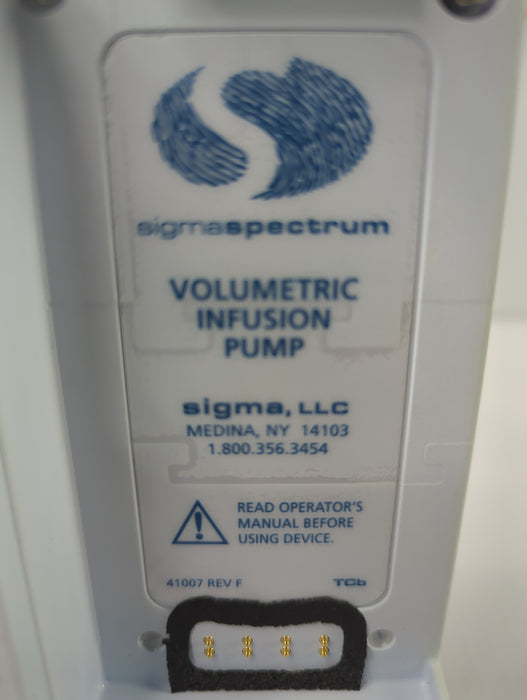 sigmaspectrum
VOLUMETRIC
INFUSION
PUMP
sigma, LLC
MEDINA, NY 14103
1.800.356.3454
READ OPERATOR'S
MANUAL BEFORE
USING DEVICE.
41007 REV F TCb